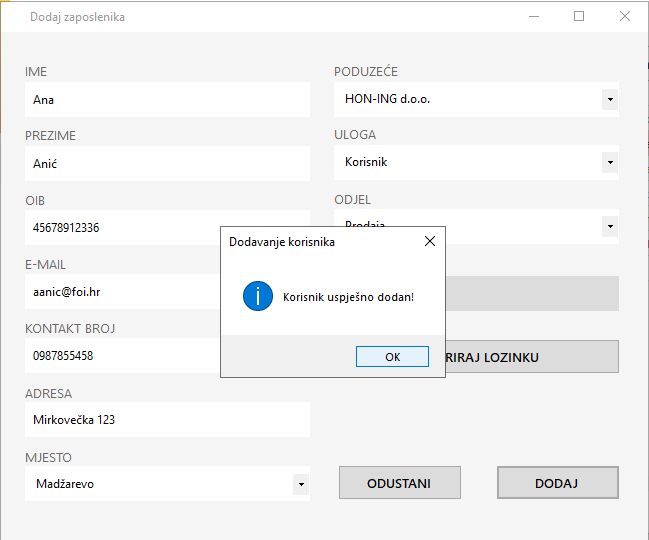 Dodaj zaposlenika
IME
Ana
PREZIME
Anić
OIB
45678912336
E-MAIL
aanic@foi.hr
KONTAKT BROJ
0987855458
ADRESA
Mirkovečka 123
MJESTO
Madžarevo
PODUZEĆE
HON-ING d.o.o.
ULOGA
Korisnik
ODJEL
Prodaja
RIRAJ LOZINKU
ODUSTANI
DODAJ
Dodavanje korisnika
Korisnik uspješno dodan!
OK